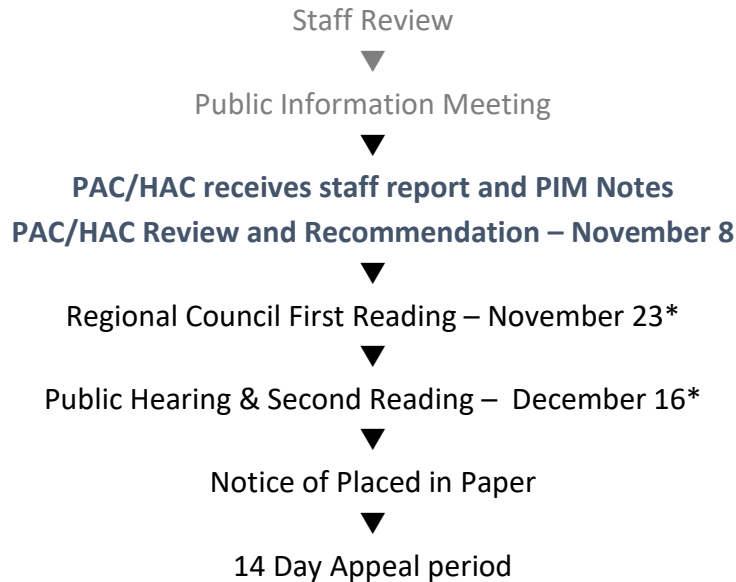 Staff Review
▼
Public Information Meeting
▼
PAC/HAC receives staff report and PIM Notes
PAC/HAC Review and Recommendation – November 8
▼
Regional Council First Reading – November 23*
▼
Public Hearing & Second Reading – December 16*
▼
Notice of Placed in Paper
▼
14 Day Appeal period